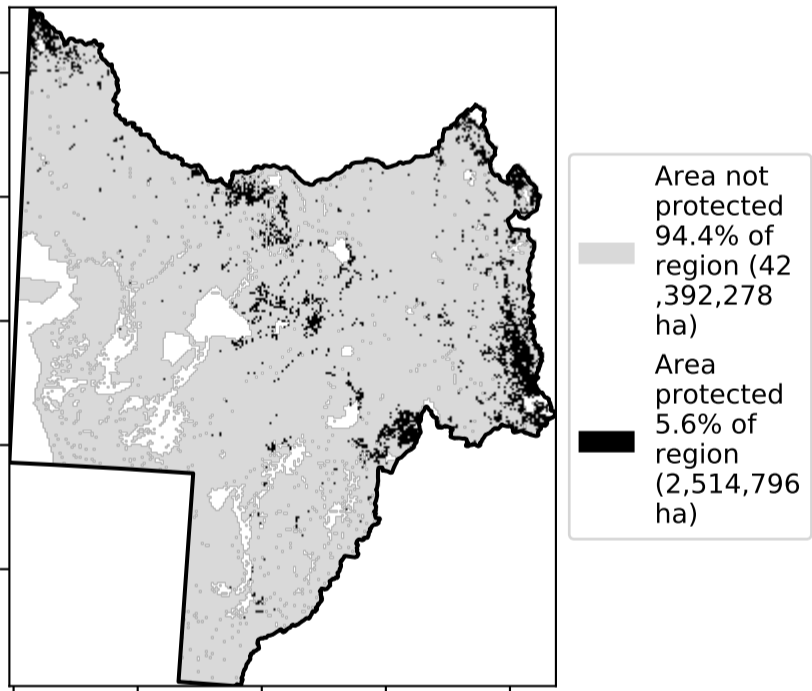 Area not
protected
94.4% of
region (42
,392,278
ha)
Area
protected
5.6% of
region
(2,514,796
ha)